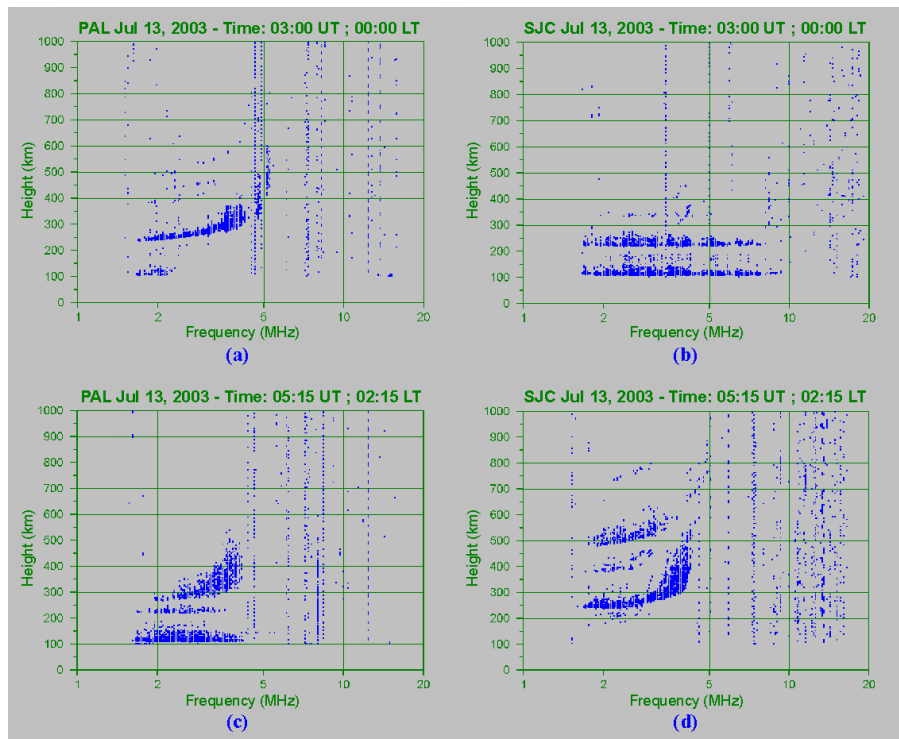 PAL Jul 13, 2003 - Time: 03:00 UT ; 00:00 LT
1000
900
800
700
600
500
400
300
200
100
0
Height (km)
1 2 5 10 20
Frequency (MHz)
(a)
SJC Jul 13, 2003 - Time: 03:00 UT ; 00:00 LT
1000
900
800
700
600
500
400
300
200
100
0
Height (km)
1 2 5 10 20
Frequency (MHz)
(b)
PAL Jul 13, 2003 - Time: 05:15 UT ; 02:15 LT
1000
900
800
700
600
500
400
300
200
100
0
Height (km)
1 2 5 10 20
Frequency (MHz)
(c)
SJC Jul 13, 2003 - Time: 05:15 UT ; 02:15 LT
1000
900
800
700
600
500
400
300
200
100
0
Height (km)
1 2 5 10 20
Frequency (MHz)
(d)